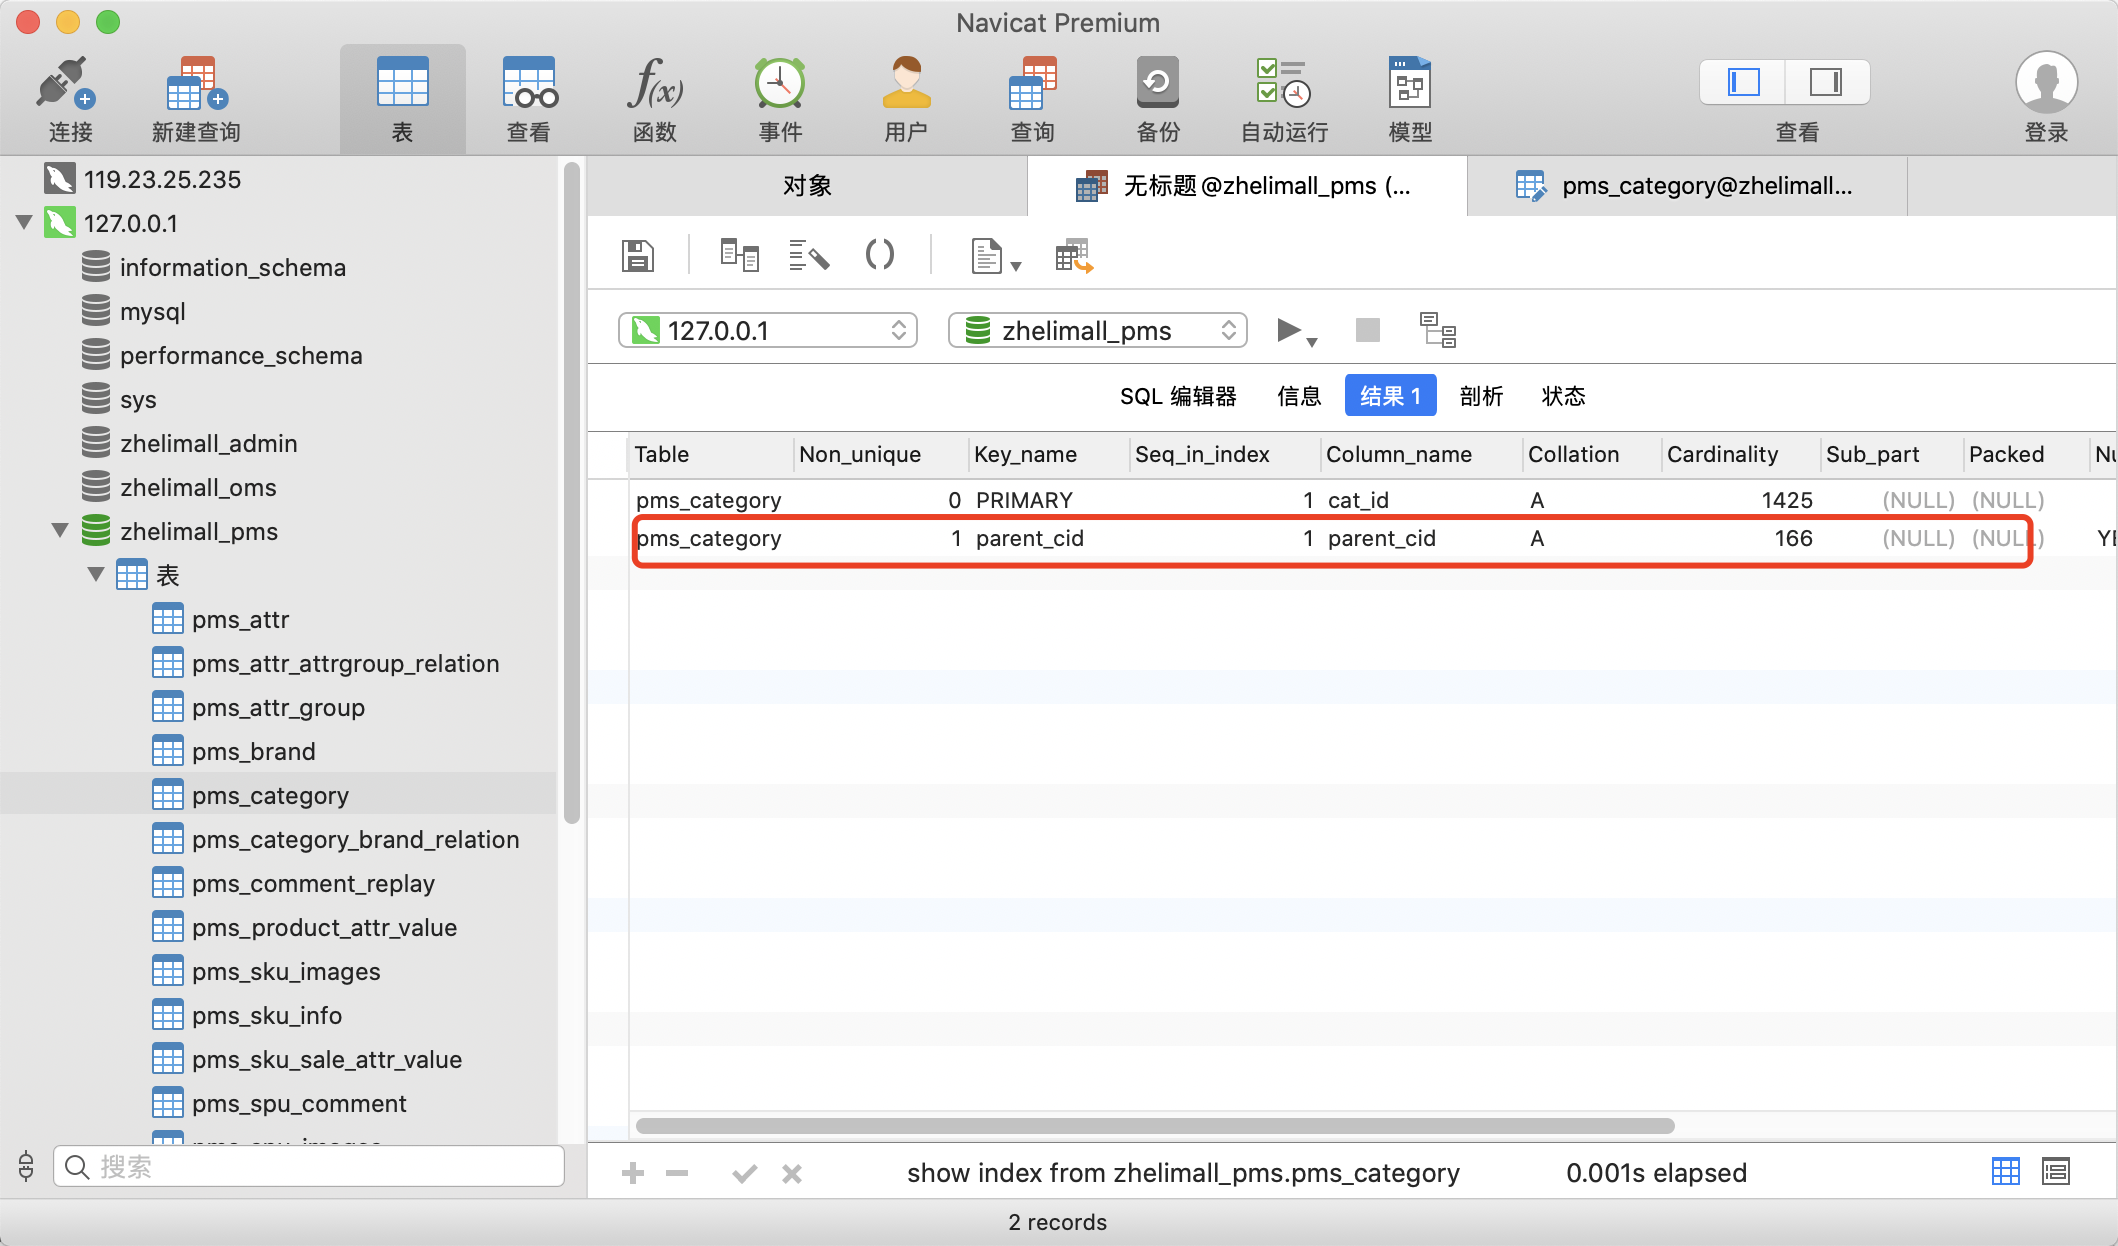 Navicat Premium
连接 新建查询 表 查看 函数 事件 用户 查询 备份 自动运行 模型 查看 登录
119.23.25.235
127.0.0.1
information_schema
mysql
performance_schema
sys
zhelimall_admin
zhelimall_oms
zhelimall_pms
表
pms_attr
pms_attr_attrgroup_relation
pms_attr_group
pms_brand
pms_category
pms_category_brand_relation
pms_comment_replay
pms_product_attr_value
pms_sku_images
pms_sku_info
pms_sku_sale_attr_value
pms_spu_comment
搜索
对象 无标题@zhelimall_pms (... pms_category@zhelimall...
127.0.0.1 zhelimall_pms
SQL 编辑器 信息 结果 1 剖析 状态
Table Non_unique Key_name Seq_in_index Column_name Collation Cardinality Sub_part Packed
pms_category 0 PRIMARY 1 cat_id A 1425 (NULL) (NULL)
pms_category 1 parent_cid 1 parent_cid A 166 (NULL) (NULL)
show index from zhelimall_pms.pms_category 0.001s elapsed
2 records